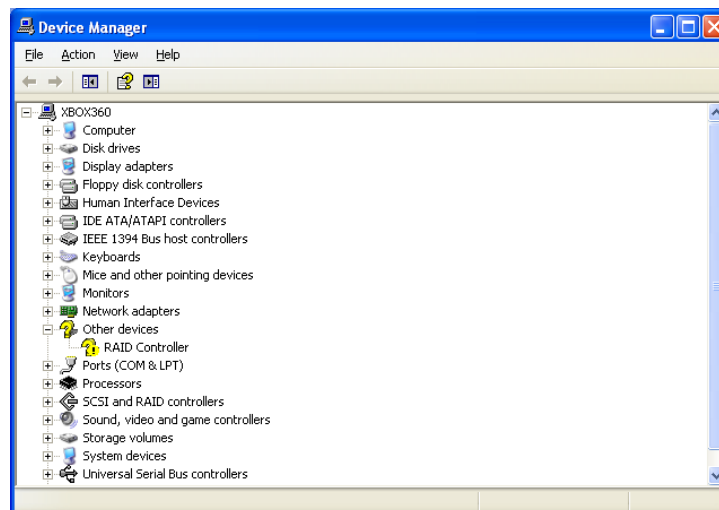 Device Manager
File Action View Help
XBOX360
Computer
Disk drives
Display adapters
Floppy disk controllers
Human Interface Devices
IDE ATA/ATAPI controllers
IEEE 1394 Bus host controllers
Keyboards
Mice and other pointing devices
Monitors
Network adapters
Other devices
RAID Controller
Ports (COM & LPT)
Processors
SCSI and RAID controllers
Sound, video and game controllers
Storage volumes
System devices
Universal Serial Bus controllers